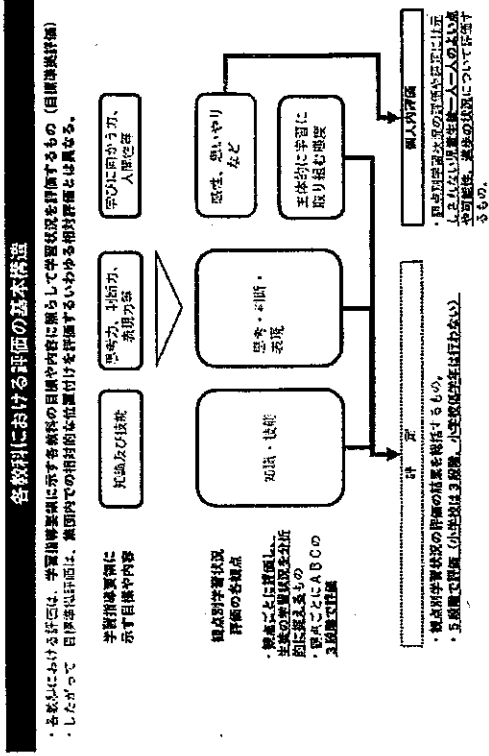 各教科における評価の基本構造
・各教科における評価は、学習指導要領に示す各教科の目標や内容に照らして学習状況を評価するもの（目標準拠評価）
・したがって、目標準拠評価は、集団内での相対的な位置付けを評価するいわゆる相対評価とは異なる。
学習指導要領に
示す目標や内容
知識及び技能
思考力、判断力、
表現力等
学びに向かう力、
人間性等
観点別学習状況
評価の各観点
・観点ごとに評価し、
生徒の学習状況を分析
的に捉えるもの
・観点ごとにＡＢＣの
３段階で評価
知識・技能
思考・判断・
表現
感性、思いやり
など
主体的に学習に
取り組む態度
評　定
・観点別学習状況の評価の結果を総括するもの。
・５段階で評価（小学校は３段階。小学校低学年は行わない）
個人内評価
・観点別学習状況の評価や評定には示
しきれない児童生徒一人一人のよい点
や可能性、進歩の状況について評価す
るもの。